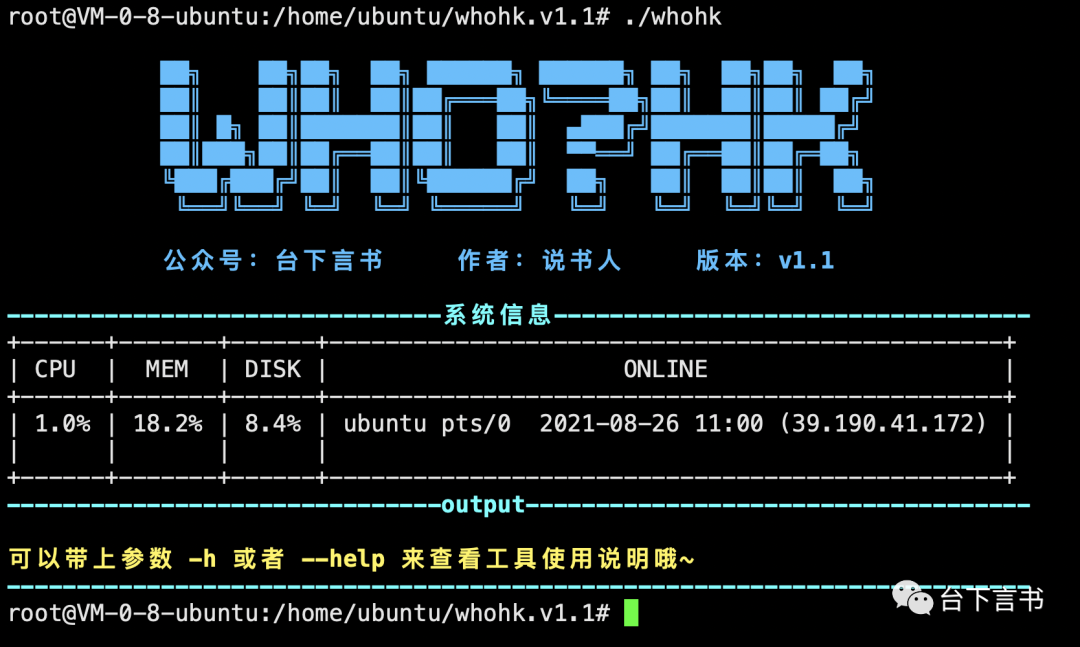 root@VM-0-8-ubuntu:/home/ubuntu/whohk.v1.1# ./whohk
WHO?HK
公众号：台下言书 作者：说书人 版本：v1.1
-------------------------------系统信息----------------------------------
+------+-------+------+------------------------------------------------+
| CPU | MEM | DISK | ONLINE |
+------+-------+------+------------------------------------------------+
| 1.0% | 18.2% | 8.4% | ubuntu pts/0 2021-08-26 11:00 (39.190.41.172) |
| | | | |
+------+-------+------+------------------------------------------------+
-------------------------------output------------------------------------
可以带上参数 -h 或者 --help 来查看工具使用说明哦~
-------------------------------------------------------------------------
root@VM-0-8-ubuntu:/home/ubuntu/whohk.v1.1#
台下言书